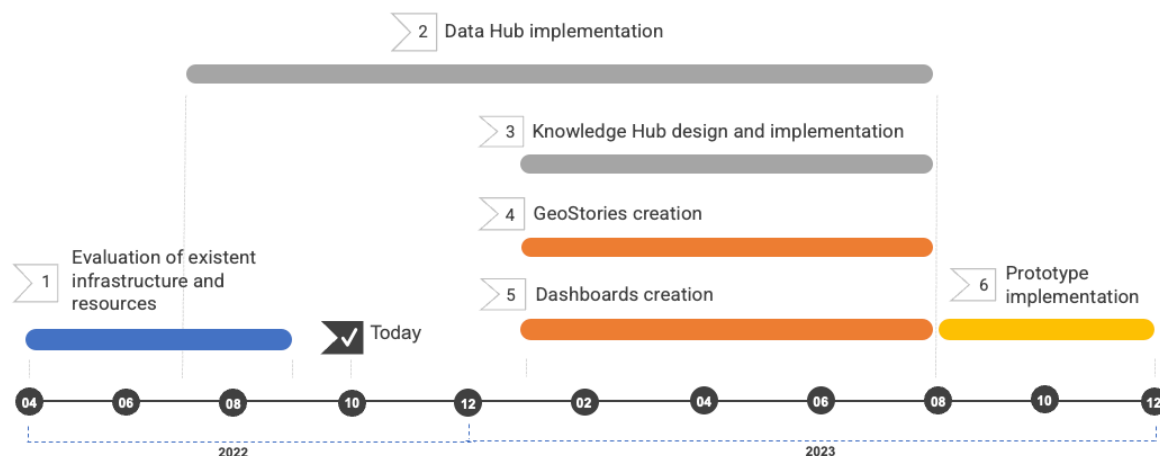 2 Data Hub implementation
3 Knowledge Hub design and implementation
4 GeoStories creation
1 Evaluation of existent
infrastructure and
resources
5 Dashboards creation
6 Prototype
implementation
Today
04 06 08 10 12 02 04 06 08 10 12
2022 2023